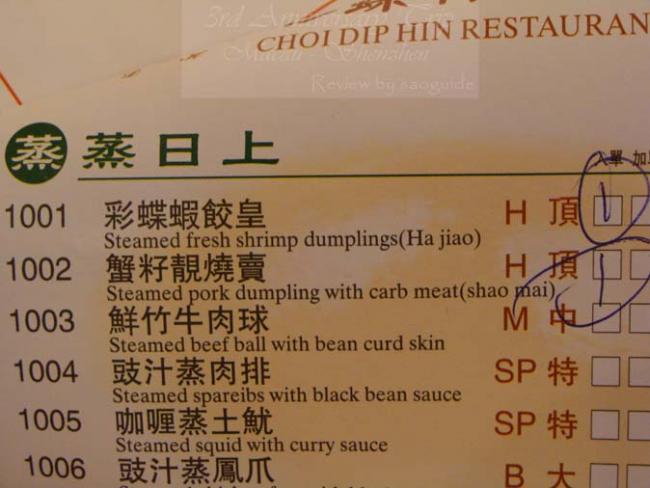 3rd Anniversary Trip
Macau - Shenzhen
Review by saoguide
CHOI DIP HIN RESTAURAN
蒸 蒸日上
入單 加
1001 彩蝶蝦餃皇 H 頂 1
Steamed fresh shrimp dumplings(Ha jiao)
1002 蟹籽靚燒賣 H 頂 1
Steamed pork dumpling with carb meat(shao mai)
1003 鮮竹牛肉球 M 中
Steamed beef ball with bean curd skin
1004 豉汁蒸肉排 SP 特
Steamed spareibs with black bean sauce
1005 咖喱蒸土魷 SP 特
Steamed squid with curry sauce
1006 豉汁蒸鳳爪 B 大